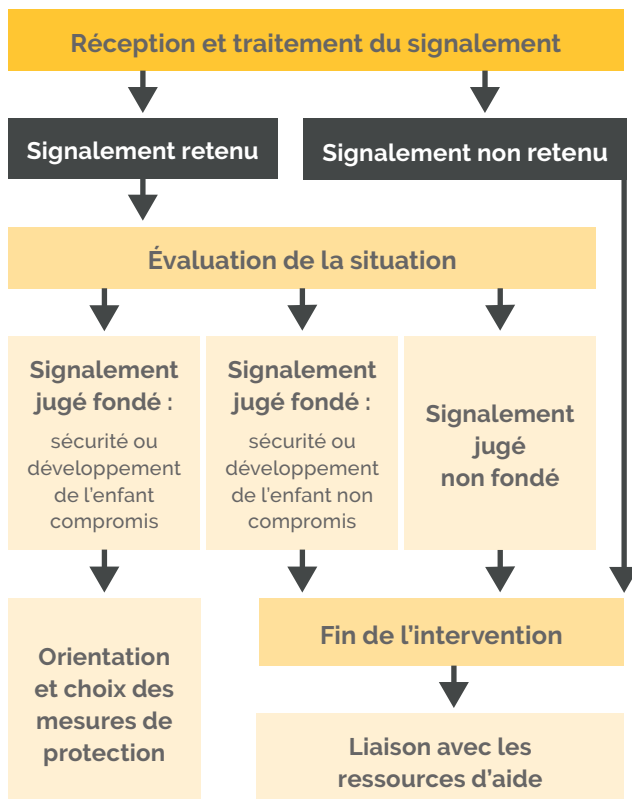 Réception et traitement du signalement
Signalement retenu
Signalement non retenu
Évaluation de la situation
Signalement
jugé fondé :
sécurité ou
développement
de l'enfant
compromis
Signalement
jugé fondé :
sécurité ou
développement
de l'enfant non
compromis
Signalement
jugé
non fondé
Orientation
et choix des
mesures de
protection
Fin de l'intervention
Liaison avec les
ressources d'aide